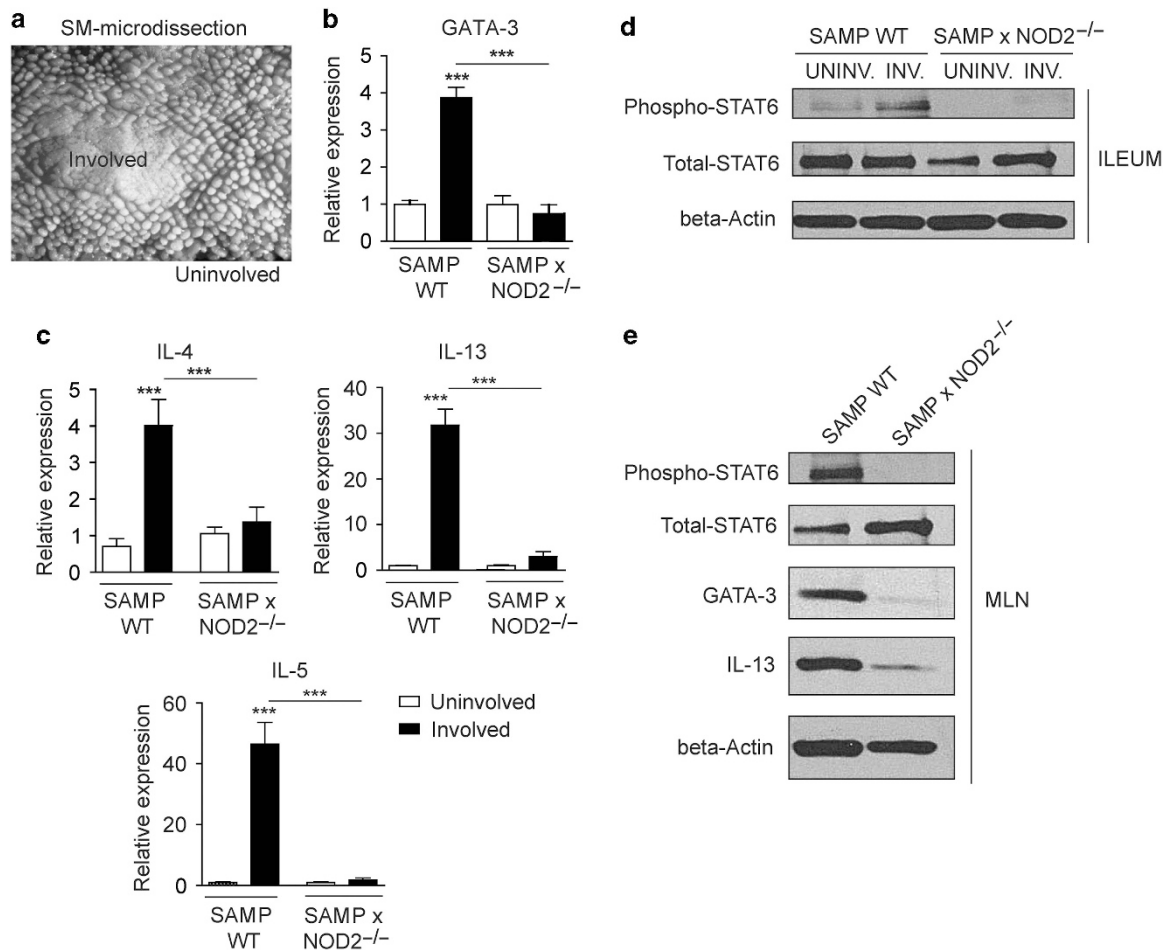 a
SM-microdissection
Involved
Uninvolved
b
GATA-3
Relative expression
5
4
3
2
1
0
***
***
SAMP
WT
SAMP x
NOD2−/−
c
IL-4
Relative expression
5
4
3
2
1
0
***
***
SAMP
WT
SAMP x
NOD2−/−
IL-13
Relative expression
40
30
20
10
0
***
***
SAMP
WT
SAMP x
NOD2−/−
IL-5
Relative expression
60
40
20
0
***
***
SAMP
WT
SAMP x
NOD2−/−
Uninvolved
Involved
d
SAMP WT SAMP x NOD2−/−
UNINV. INV. UNINV. INV.
Phospho-STAT6
Total-STAT6
beta-Actin
ILEUM
e
SAMP WT
SAMP x NOD2−/−
Phospho-STAT6
Total-STAT6
GATA-3
IL-13
beta-Actin
MLN